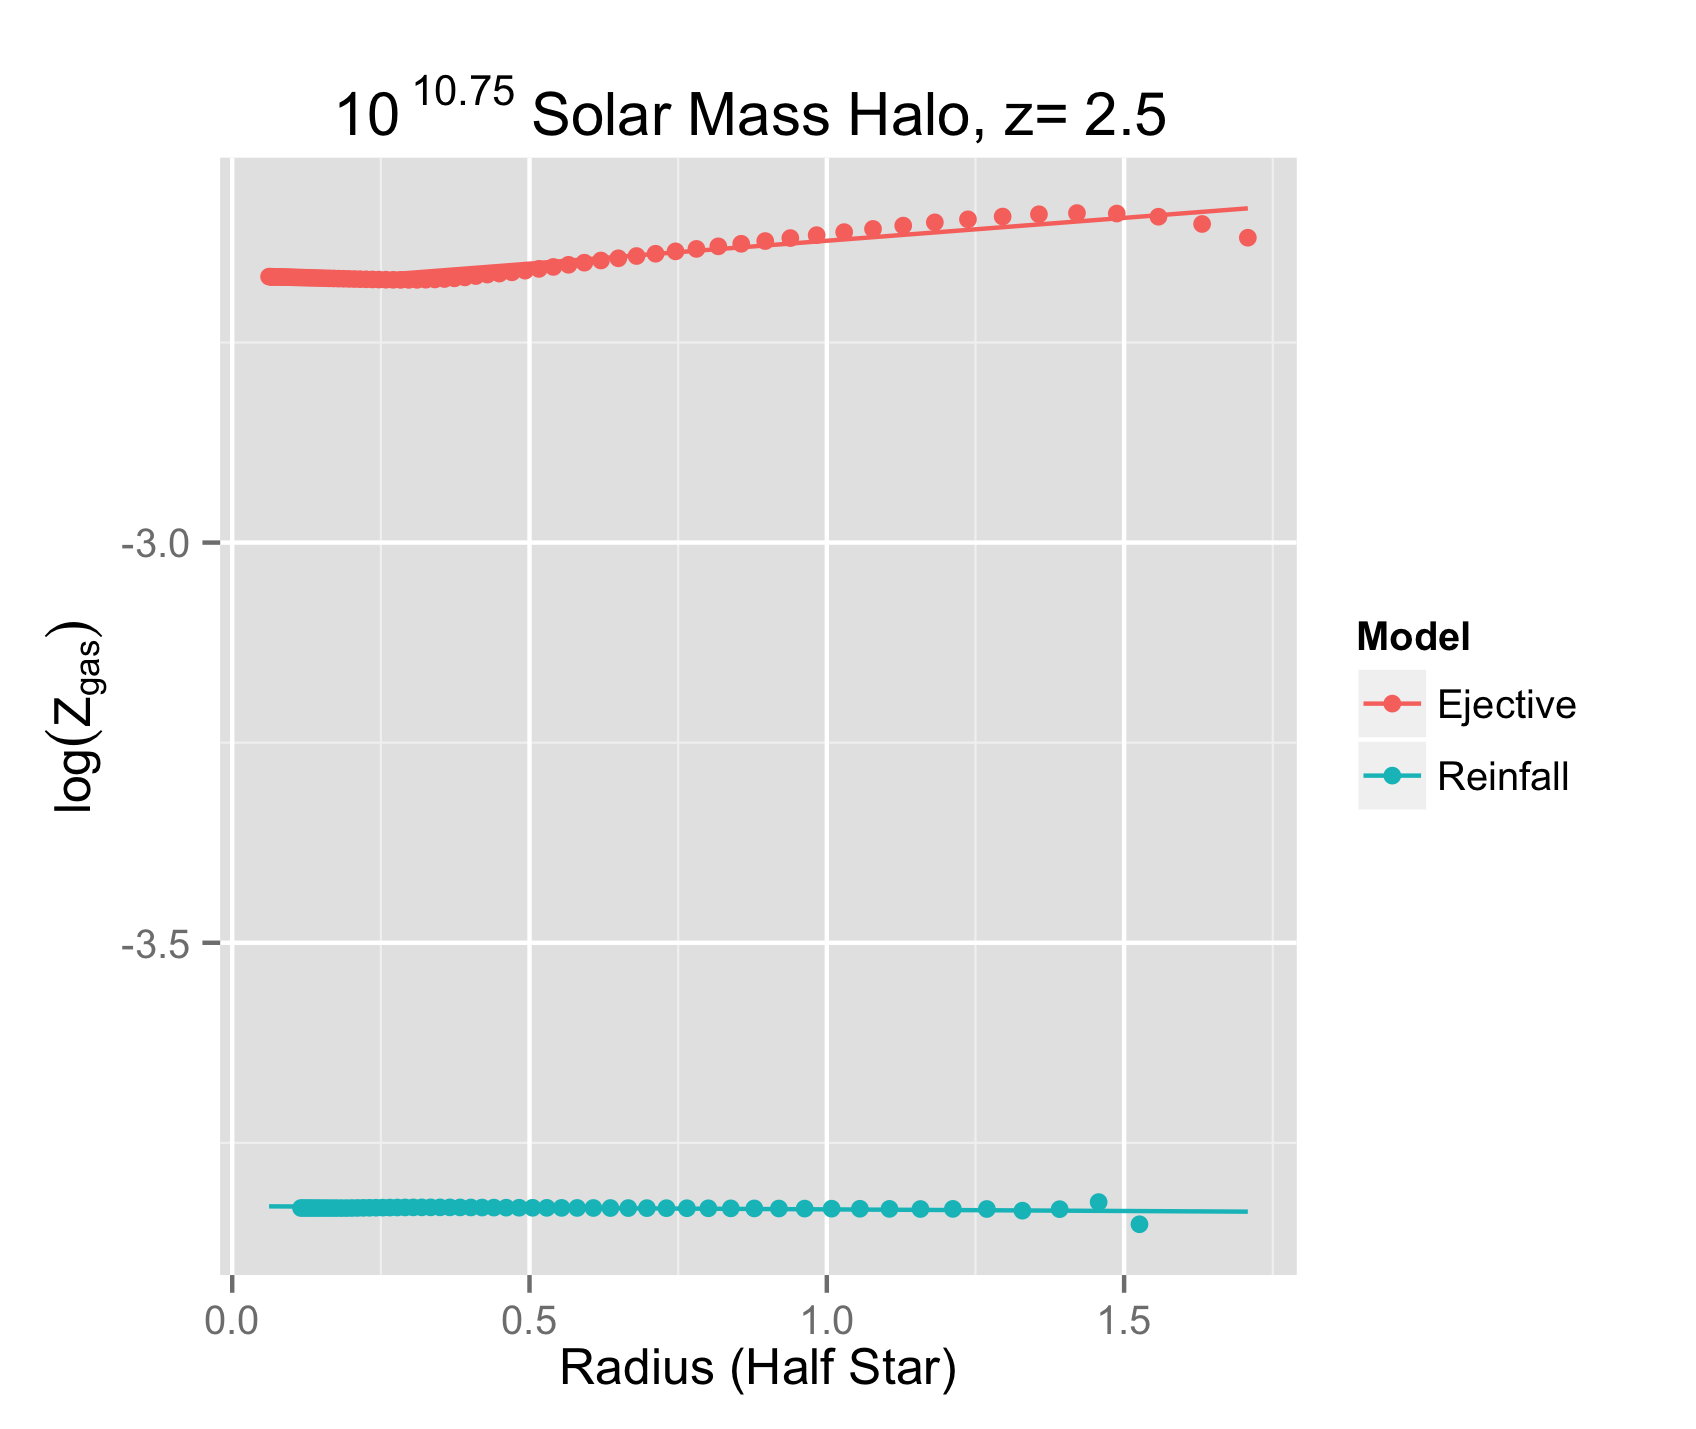 10^10.75 Solar Mass Halo, z= 2.5
-3.0
-3.5
log(Z_gas)
0.0 0.5 1.0 1.5
Radius (Half Star)
Model
Ejective
Reinfall